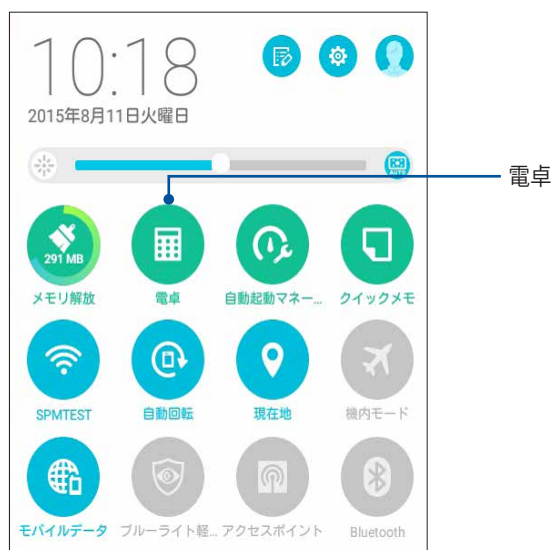 10:18
2015年8月11日火曜日
AUTO
電卓
291 MB
メモリ解放
電卓
自動起動マネー...
クイックメモ
SPMTEST
自動回転
現在地
機内モード
モバイルデータ
ブルーライト軽...
アクセスポイント
Bluetooth